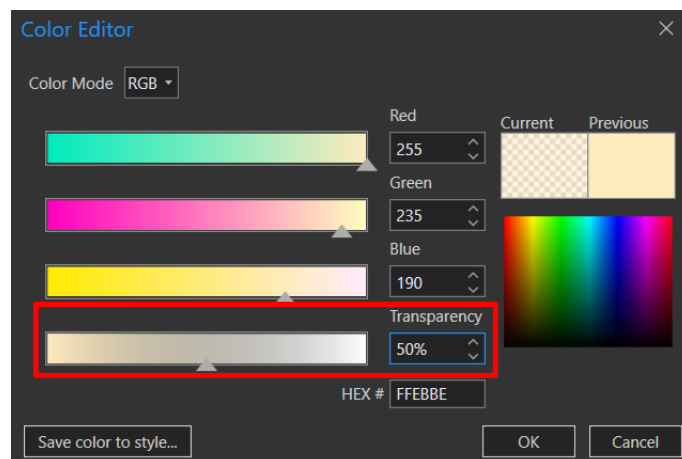 Color Editor
Color Mode RGB
Red
255
Current Previous
Green
235
Blue
190
Transparency
50%
HEX # FFEBBE
Save color to style...
OK Cancel